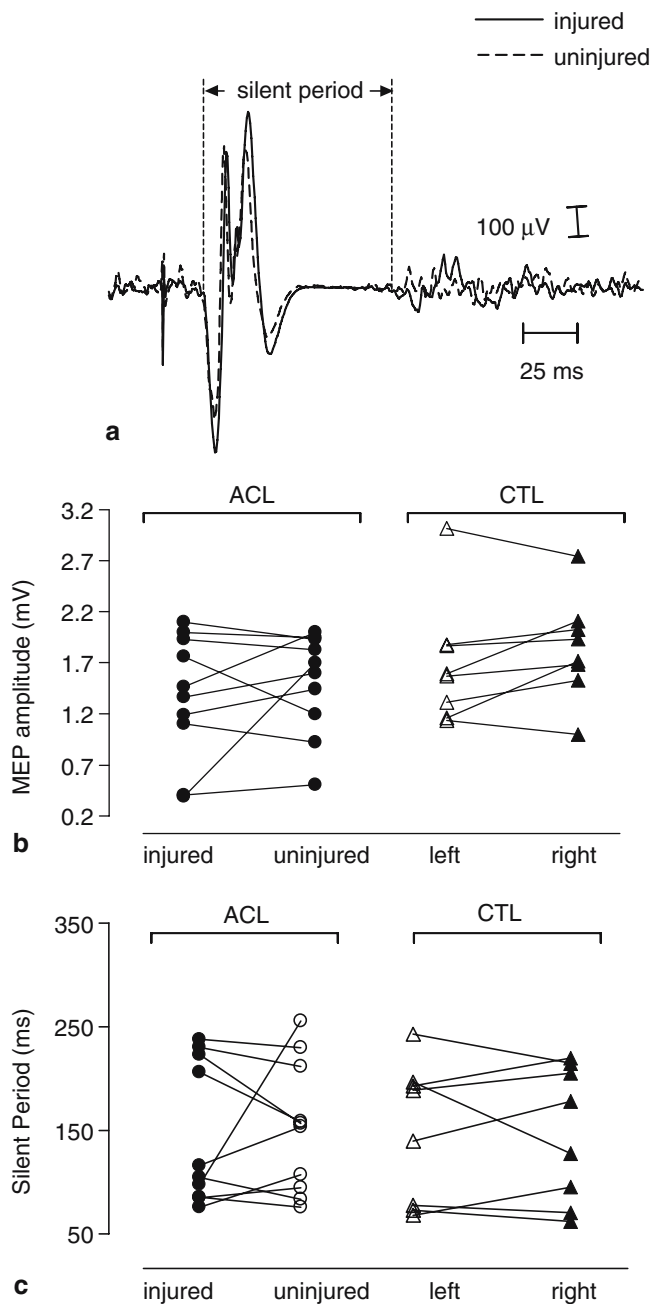 injured
uninjured
silent period
100 µV
25 ms
a
ACL CTL
MEP amplitude (mV)
3.2
2.7
2.2
1.7
1.2
0.7
0.2
b
injured uninjured left right
ACL CTL
Silent Period (ms)
350
250
150
50
c
injured uninjured left right